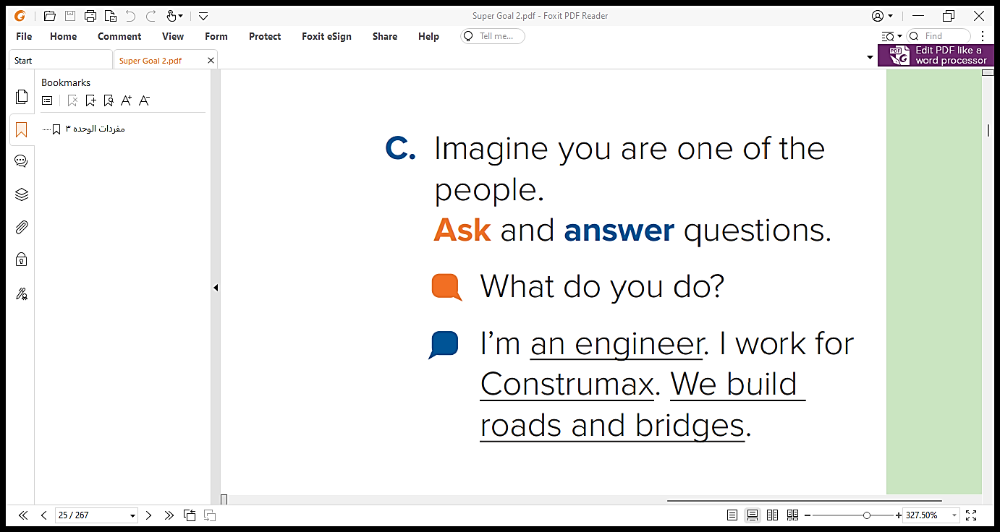 Super Goal 2.pdf - Foxit PDF Reader
File Home Comment View Form Protect Foxit eSign Share Help Tell me... Find
Start Super Goal 2.pdf
Edit PDF like a
word processor
PDF
Bookmarks
مفردات الوحده ٣
C. Imagine you are one of the
people.
Ask and answer questions.
What do you do?
I'm an engineer. I work for
Construmax. We build
roads and bridges.
25 / 267
327.50%